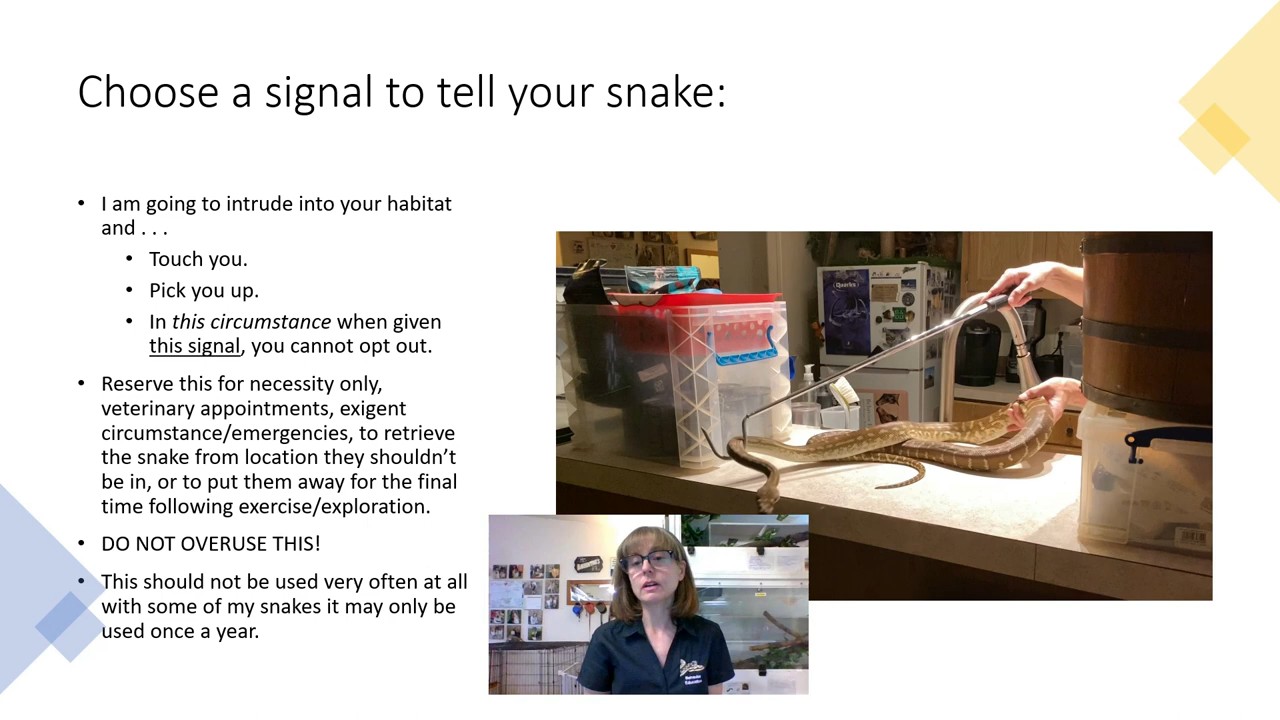 Choose a signal to tell your snake:
• I am going to intrude into your habitat
and . . .
• Touch you.
• Pick you up.
• In this circumstance when given
this signal, you cannot opt out.
• Reserve this for necessity only,
veterinary appointments, exigent
circumstance/emergencies, to retrieve
the snake from location they shouldn't
be in, or to put them away for the final
time following exercise/exploration.
• DO NOT OVERUSE THIS!
• This should not be used very often at all
with some of my snakes it may only be
used once a year.
Quarks